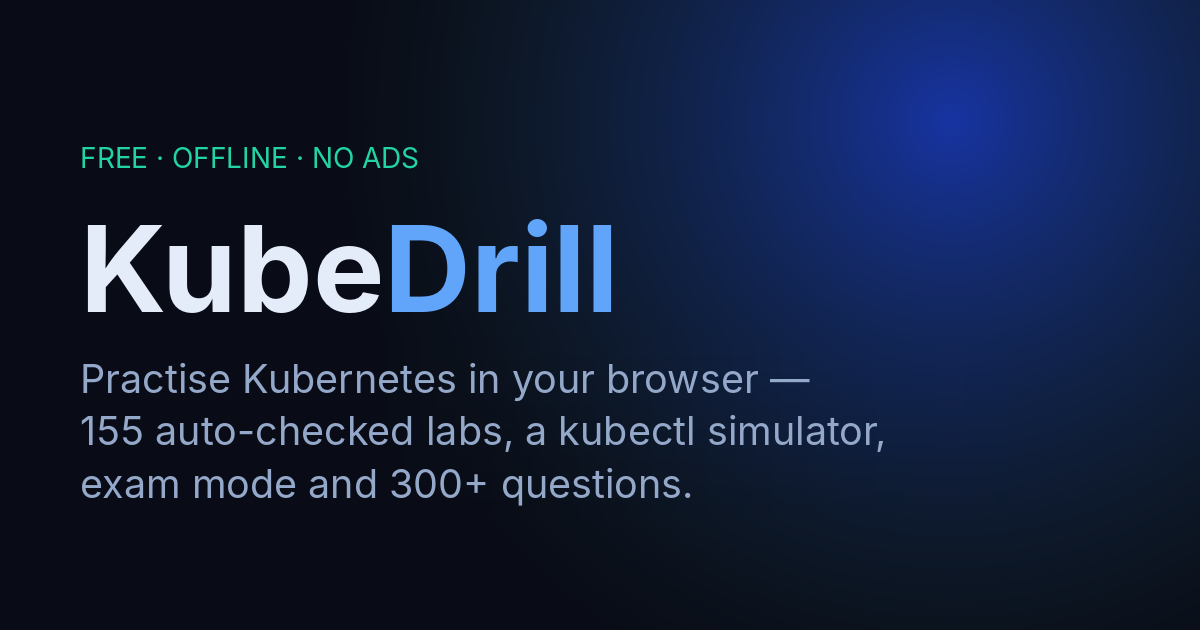 FREE · OFFLINE · NO ADS
KubeDrill
Practise Kubernetes in your browser —
155 auto-checked labs, a kubectl simulator,
exam mode and 300+ questions.